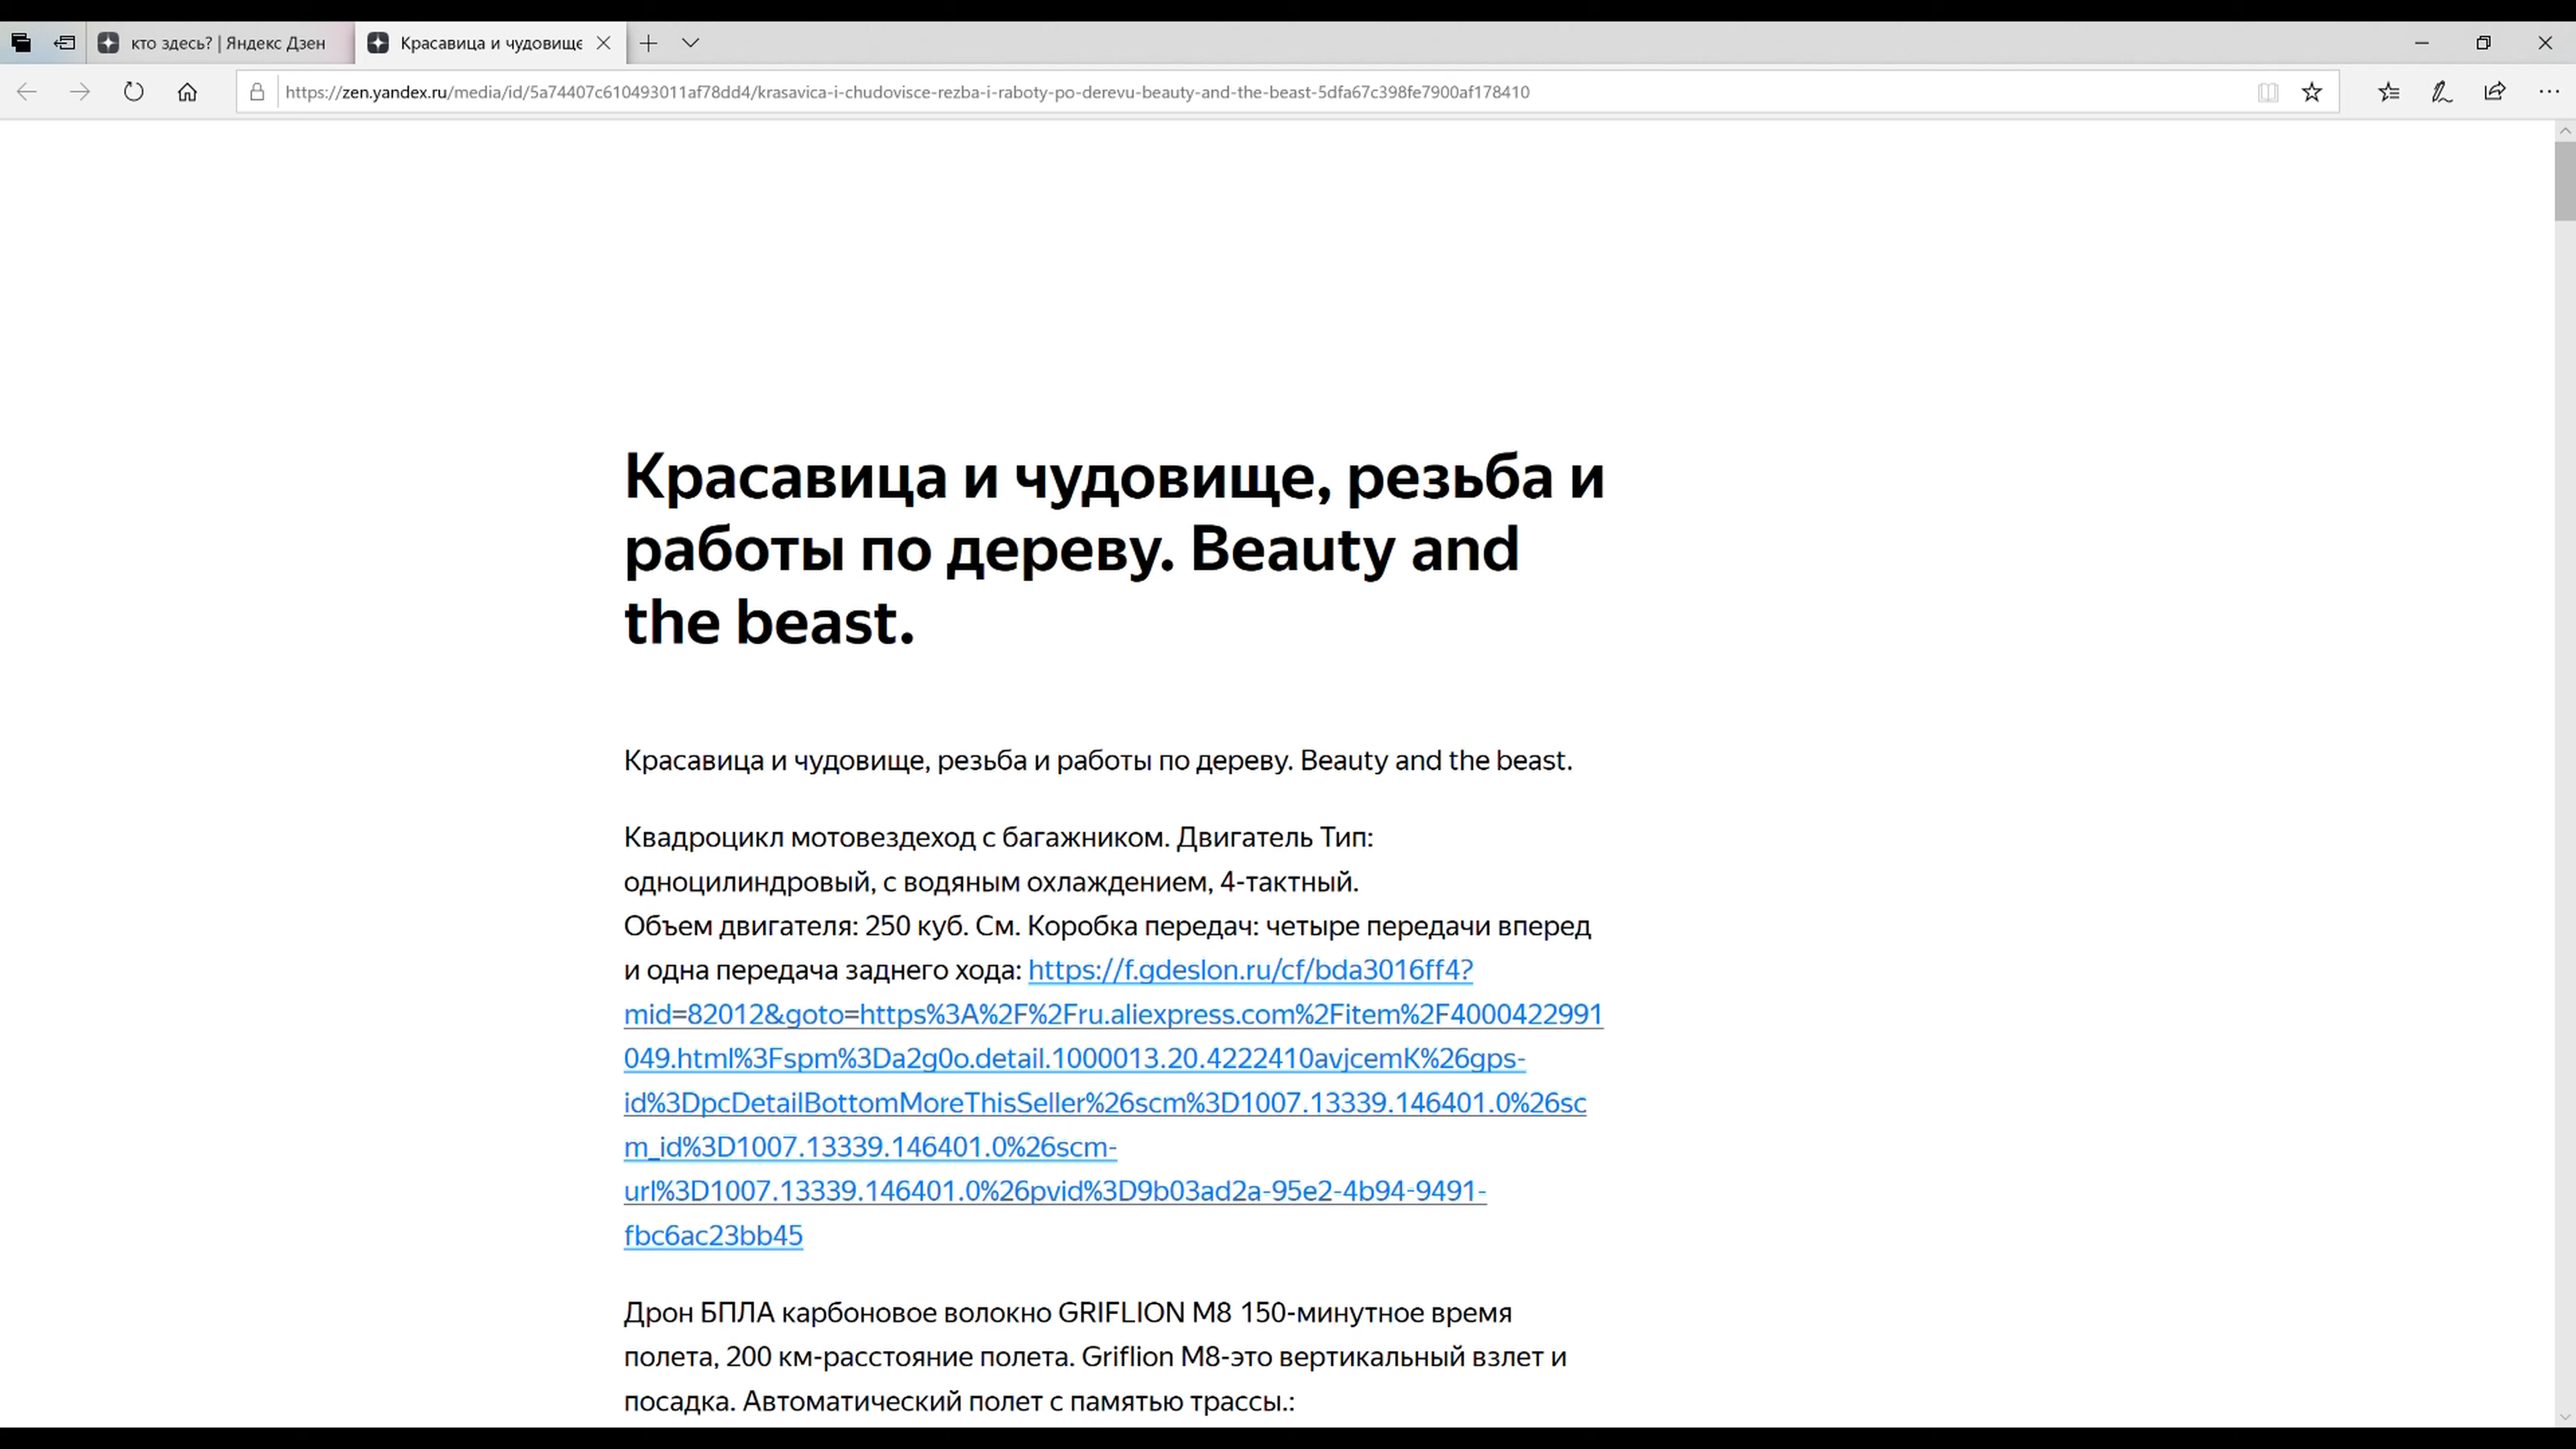 кто здесь? | Яндекс Дзен
Красавица и чудовище
https://zen.yandex.ru/media/id/5a74407c610493011af78dd4/krasavica-i-chudovisce-rezba-i-raboty-po-derevu-beauty-and-the-beast-5dfa67c398fe7900af178410
Красавица и чудовище, резьба и
работы по дереву. Beauty and
the beast.
Красавица и чудовище, резьба и работы по дереву. Beauty and the beast.
Квадроцикл мотовездеход с багажником. Двигатель Тип:
одноцилиндровый, с водяным охлаждением, 4-тактный.
Объем двигателя: 250 куб. См. Коробка передач: четыре передачи вперед
и одна передача заднего хода: https://f.gdeslon.ru/cf/bda3016ff4?
mid=82012&goto=https%3A%2F%2Fru.aliexpress.com%2Fitem%2F4000422991
049.html%3Fspm%3Da2g0o.detail.1000013.20.4222410avjcemK%26gps-
id%3DpcDetailBottomMoreThisSeller%26scm%3D1007.13339.146401.0%26sc
m_id%3D1007.13339.146401.0%26scm-
url%3D1007.13339.146401.0%26pvid%3D9b03ad2a-95e2-4b94-9491-
fbc6ac23bb45
Дрон БПЛА карбоновое волокно GRIFLION M8 150-минутное время
полета, 200 км-расстояние полета. Griflion M8-это вертикальный взлет и
посадка. Автоматический полет с памятью трассы.: